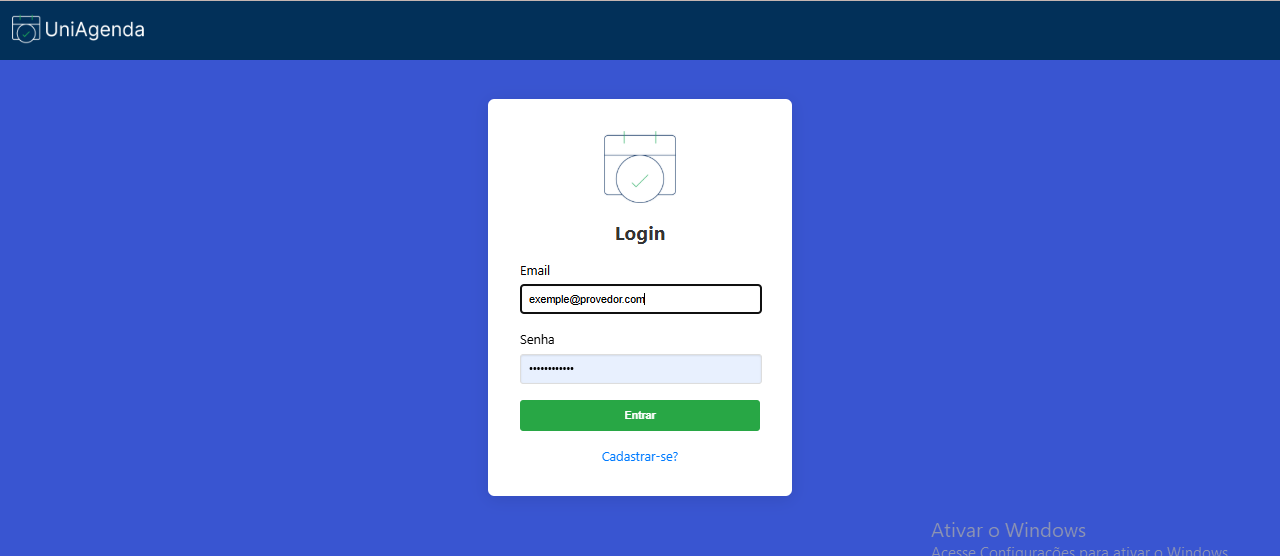 UniAgenda
Login
Email
exemple@provedor.com
Senha
••••••••••••
Entrar
Cadastrar-se?
Ativar o Windows
Acesse Configurações para ativar o Windows.